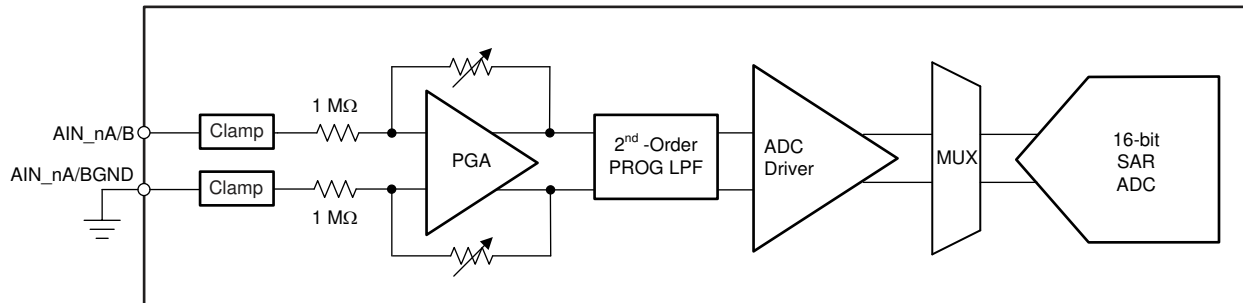 1 MΩ
AIN_nA/B
Clamp
AIN_nA/BGND
Clamp
1 MΩ
PGA
2nd -Order
PROG LPF
ADC
Driver
MUX
16-bit
SAR
ADC